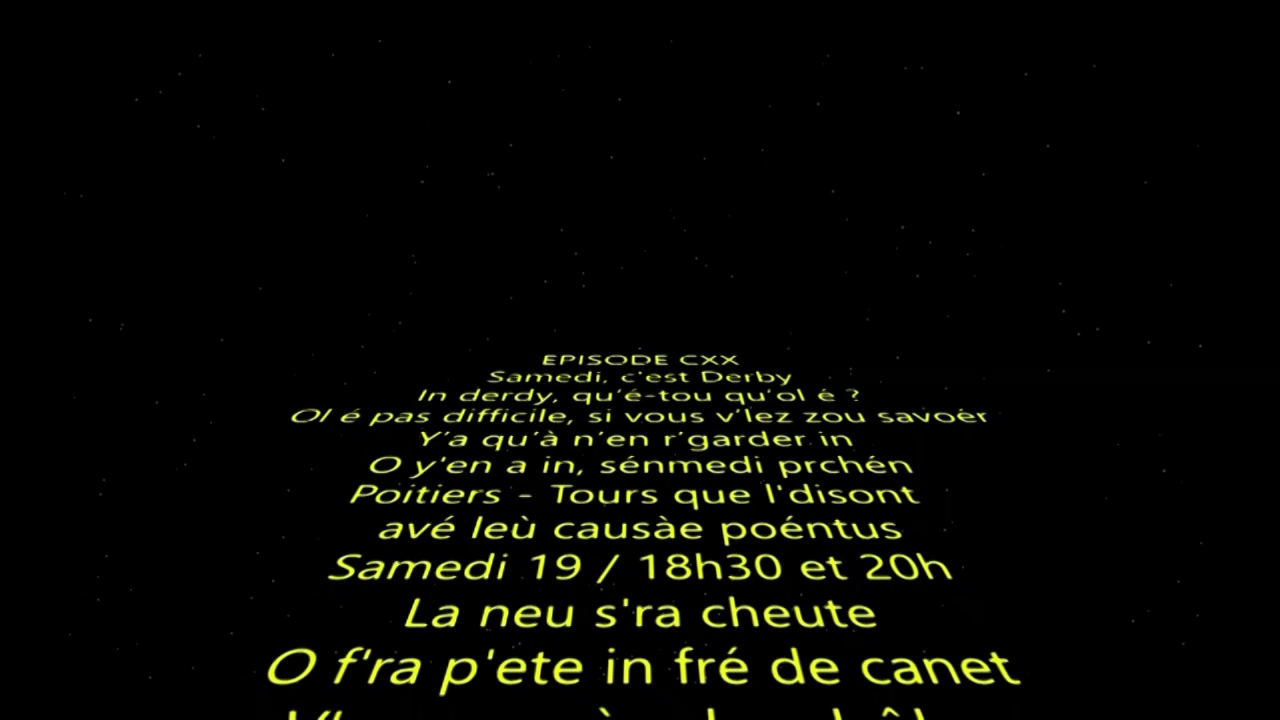 EPISODE CXX
Samedi, c'est Derby
In derdy, qu’é-tou qu’ol é ?
Ol é pas difficile, si vous v’lez zou savoér
Y’a qu’à n’en r’garder in
O y'en a in, sénmedi prchén
Poitiers - Tours que l'disont
avé leù causàe poéntus
Samedi 19 / 18h30 et 20h
La neu s'ra cheute
O f'ra p'ete in fré de canet